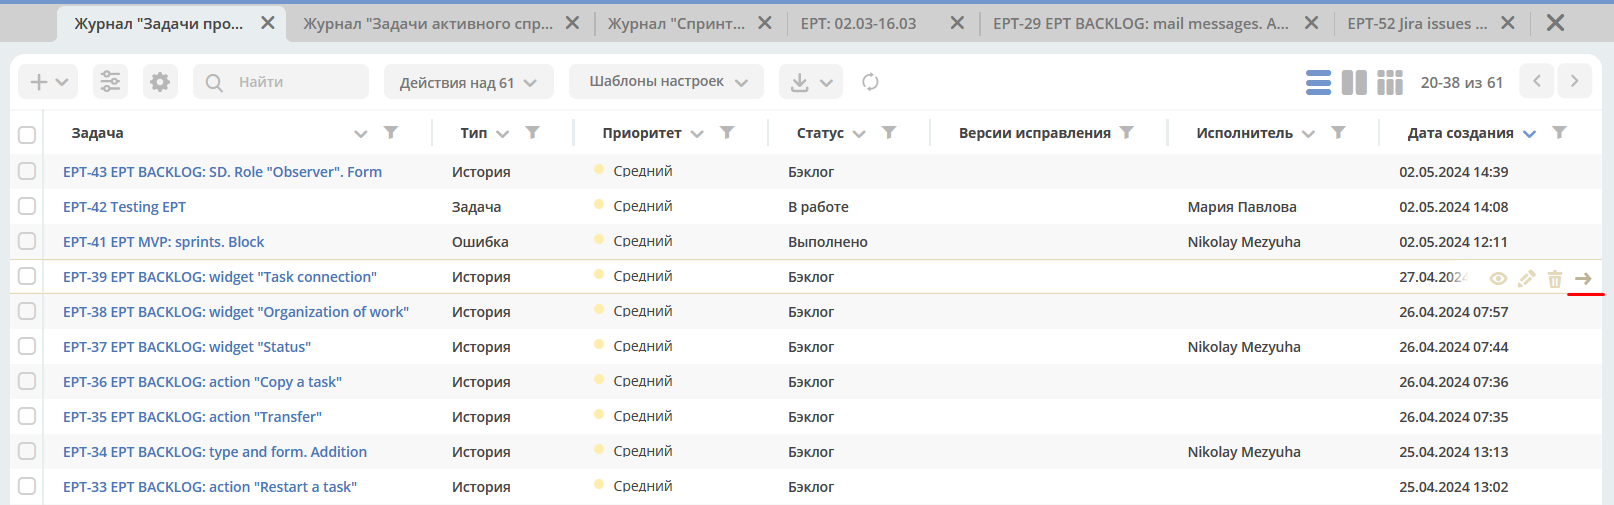 Журнал "Задачи про... Журнал "Задачи активного спр... Журнал "Спринт... EPT: 02.03-16.03 EPT-29 EPT BACKLOG: mail messages. A... EPT-52 Jira issues ...
Найти Действия над 61 Шаблоны настроек 20-38 из 61
Задача Тип Приоритет Статус Версии исправления Исполнитель Дата создания
EPT-43 EPT BACKLOG: SD. Role "Observer". Form История Средний Бэклог 02.05.2024 14:39
EPT-42 Testing EPT Задача Средний В работе Мария Павлова 02.05.2024 14:08
EPT-41 EPT MVP: sprints. Block Ошибка Средний Выполнено Nikolay Mezyuha 02.05.2024 12:11
EPT-39 EPT BACKLOG: widget "Task connection" История Средний Бэклог 27.04.2024
EPT-38 EPT BACKLOG: widget "Organization of work" История Средний Бэклог 26.04.2024 07:57
EPT-37 EPT BACKLOG: widget "Status" История Средний Бэклог Nikolay Mezyuha 26.04.2024 07:44
EPT-36 EPT BACKLOG: action "Copy a task" История Средний Бэклог 26.04.2024 07:36
EPT-35 EPT BACKLOG: action "Transfer" История Средний Бэклог 26.04.2024 07:35
EPT-34 EPT BACKLOG: type and form. Addition История Средний Бэклог Nikolay Mezyuha 25.04.2024 13:13
EPT-33 EPT BACKLOG: action "Restart a task" История Средний Бэклог 25.04.2024 13:02